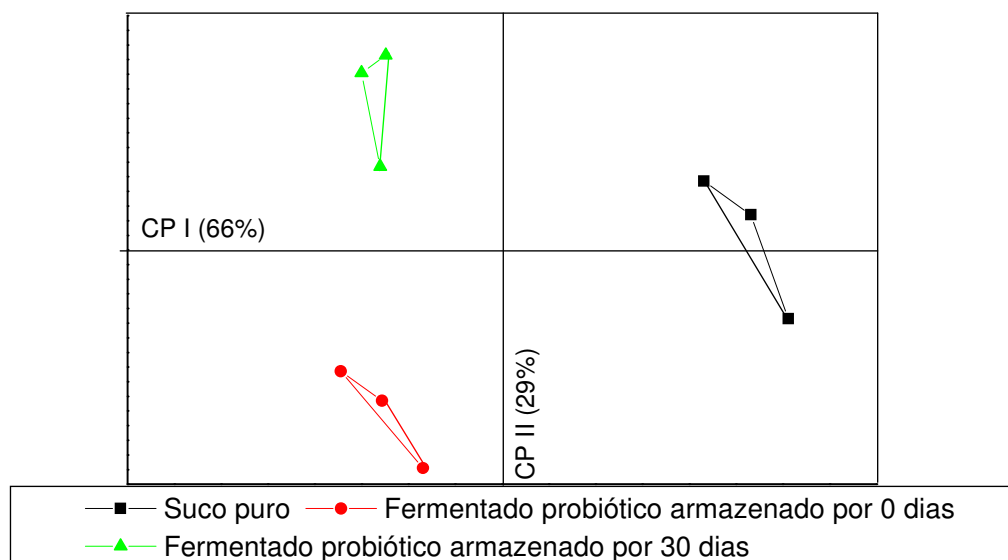 CP I (66%)
CP II (29%)
Suco puro Fermentado probiótico armazenado por 0 dias
Fermentado probiótico armazenado por 30 dias